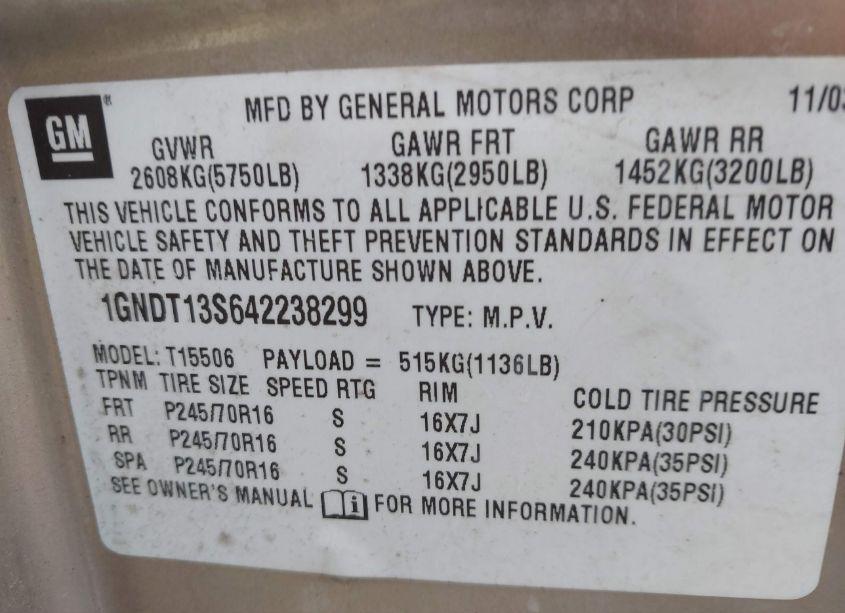 GM® MFD BY GENERAL MOTORS CORP 11/03
GVWR GAWR FRT GAWR RR
2608KG(5750LB) 1338KG(2950LB) 1452KG(3200LB)
THIS VEHICLE CONFORMS TO ALL APPLICABLE U.S. FEDERAL MOTOR
VEHICLE SAFETY AND THEFT PREVENTION STANDARDS IN EFFECT ON
THE DATE OF MANUFACTURE SHOWN ABOVE.
1GNDT13S642238299 TYPE: M.P.V.
MODEL: T15506 PAYLOAD = 515KG(1136LB)
TPNM TIRE SIZE SPEED RTG RIM COLD TIRE PRESSURE
FRT P245/70R16 S 16X7J 210KPA(30PSI)
RR P245/70R16 S 16X7J 240KPA(35PSI)
SPA P245/70R16 S 16X7J 240KPA(35PSI)
SEE OWNER'S MANUAL i FOR MORE INFORMATION.